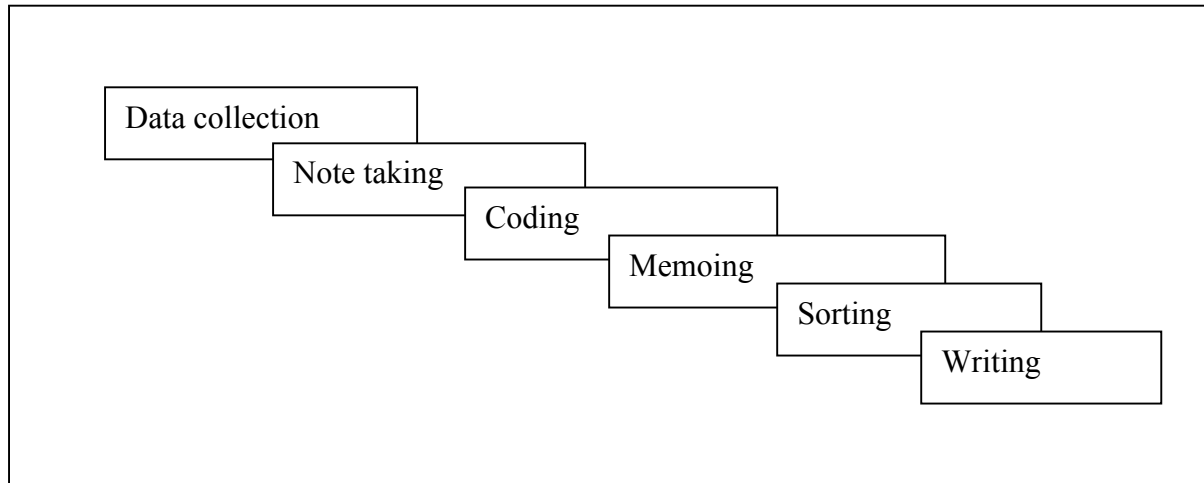 Data collection
Note taking
Coding
Memoing
Sorting
Writing